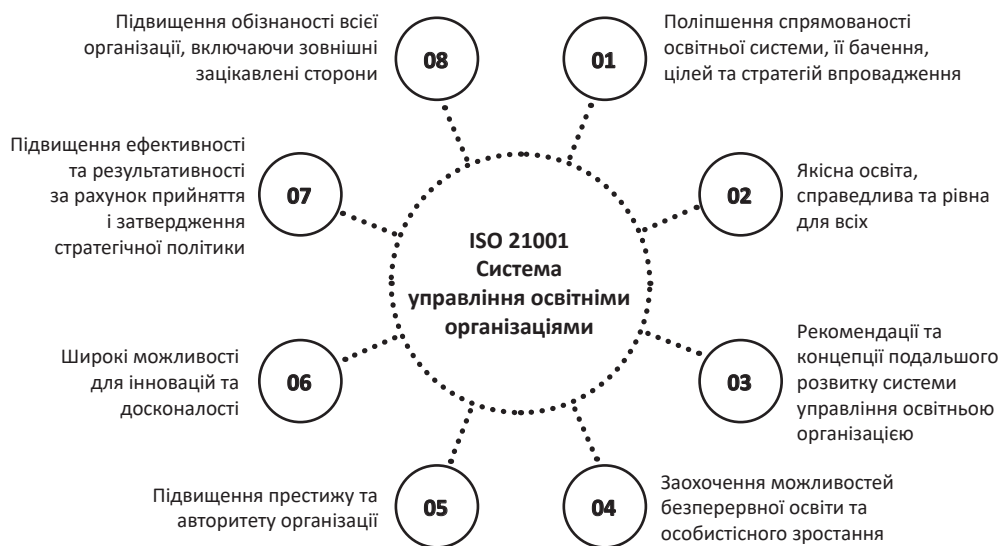 ISO 21001
Система
управління освітніми
організаціями
01
Поліпшення спрямованості
освітньої системи, її бачення,
цілей та стратегій впровадження
02
Якісна освіта,
справедлива та рівна
для всіх
03
Рекомендації та
концепції подальшого
розвитку системи
управління освітньою
організацією
04
Заохочення можливостей
безперервної освіти та
особистісного зростання
05
Підвищення престижу та
авторитету організації
06
Широкі можливості
для інновацій та
досконалості
07
Підвищення ефективності
та результативності
за рахунок прийняття
і затвердження
стратегічної політики
08
Підвищення обізнаності всієї
організації, включаючи зовнішні
зацікавлені сторони